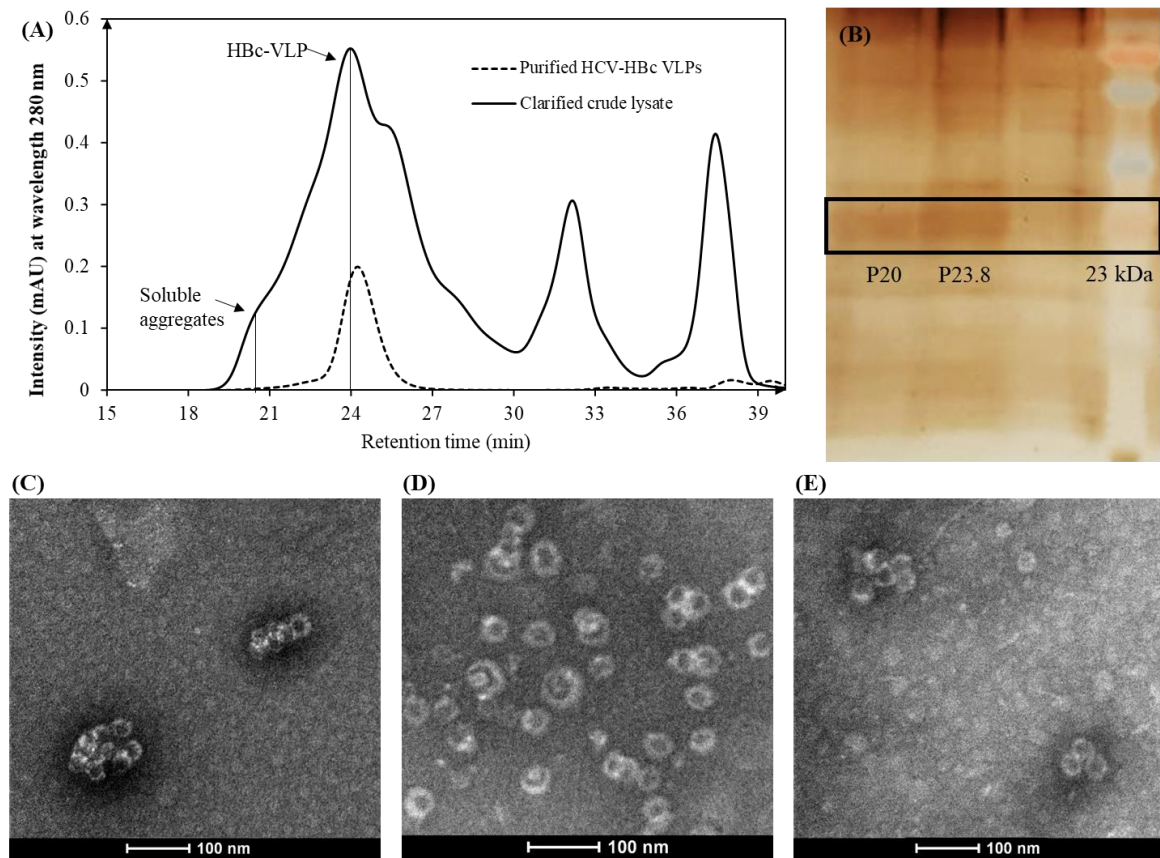 (A)
0.6
0.5
0.4
0.3
0.2
0.1
0
Intensity (mAU) at wavelength 280 nm
HBc-VLP
Soluble
aggregates
Purified HCV-HBc VLPs
Clarified crude lysate
15 18 21 24 27 30 33 36 39
Retention time (min)
(B)
P20 P23.8 23 kDa
(C)
100 nm
(D)
100 nm
(E)
100 nm